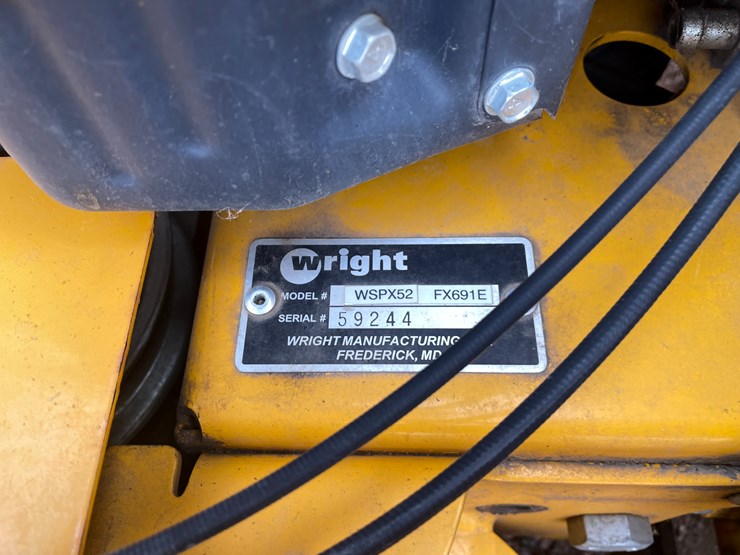 wright
MODEL # WSPX52 FX691E
SERIAL # 59244
WRIGHT MANUFACTURING
FREDERICK, MD